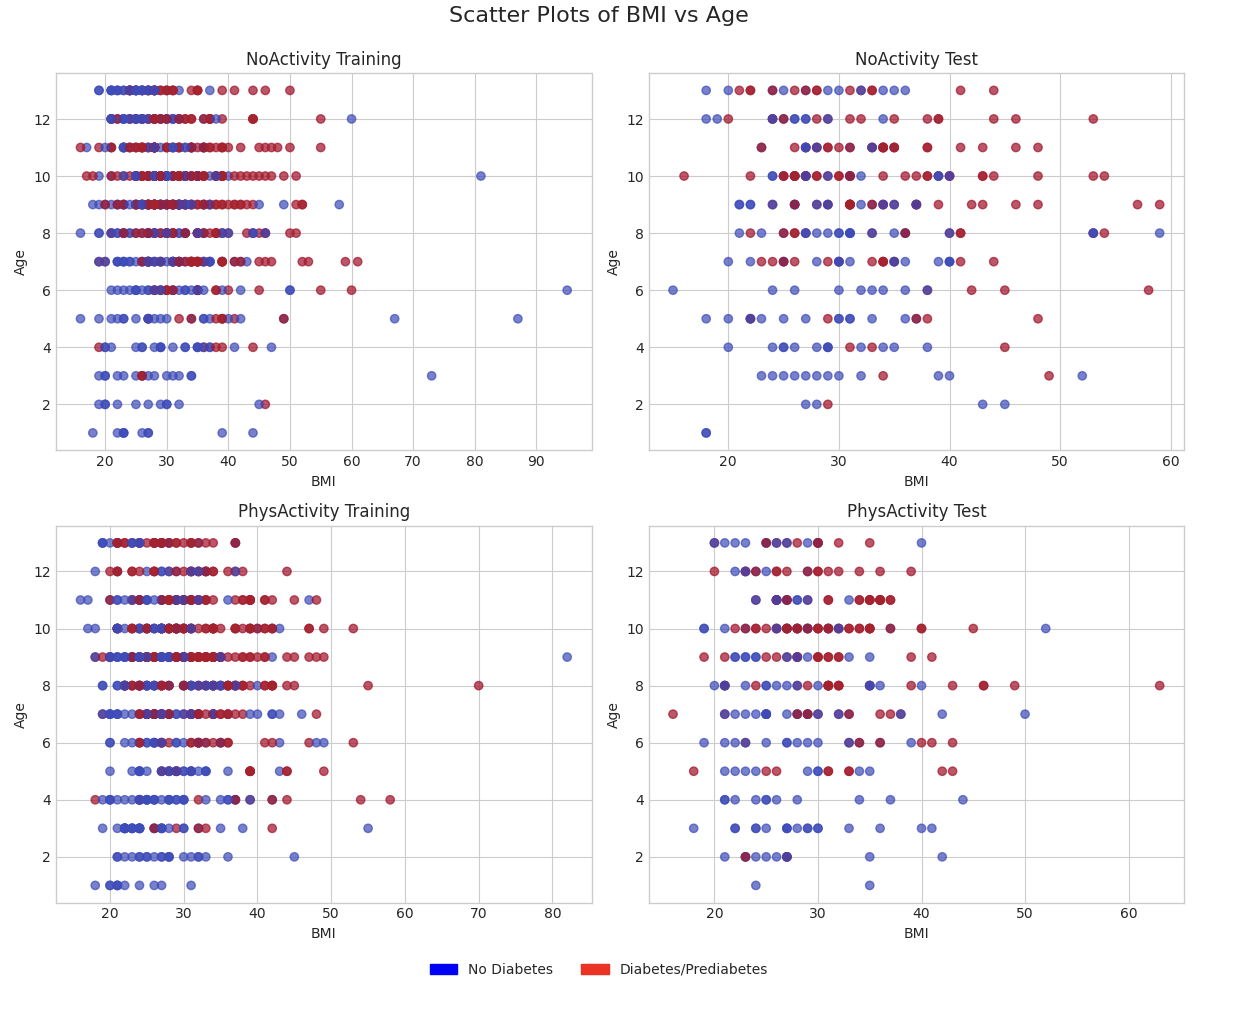 Scatter Plots of BMI vs Age
NoActivity Training
Age
12
10
8
6
4
2
20 30 40 50 60 70 80 90
BMI
NoActivity Test
Age
12
10
8
6
4
2
20 30 40 50 60
BMI
PhysActivity Training
Age
12
10
8
6
4
2
20 30 40 50 60 70 80
BMI
PhysActivity Test
Age
12
10
8
6
4
2
20 30 40 50 60
BMI
No Diabetes Diabetes/Prediabetes